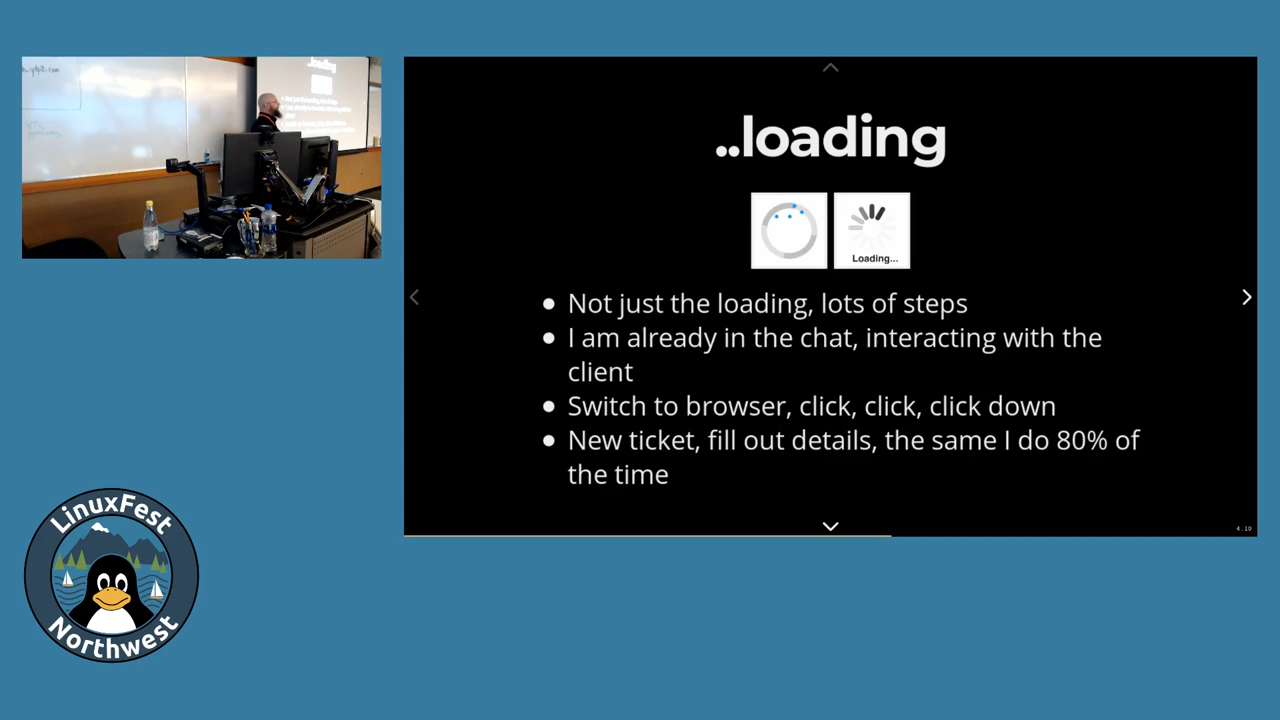 ..loading
Loading...
Not just the loading, lots of steps
I am already in the chat, interacting with the
client
Switch to browser, click, click, click down
New ticket, fill out details, the same I do 80% of
the time
4.10
LinuxFest
Northwest